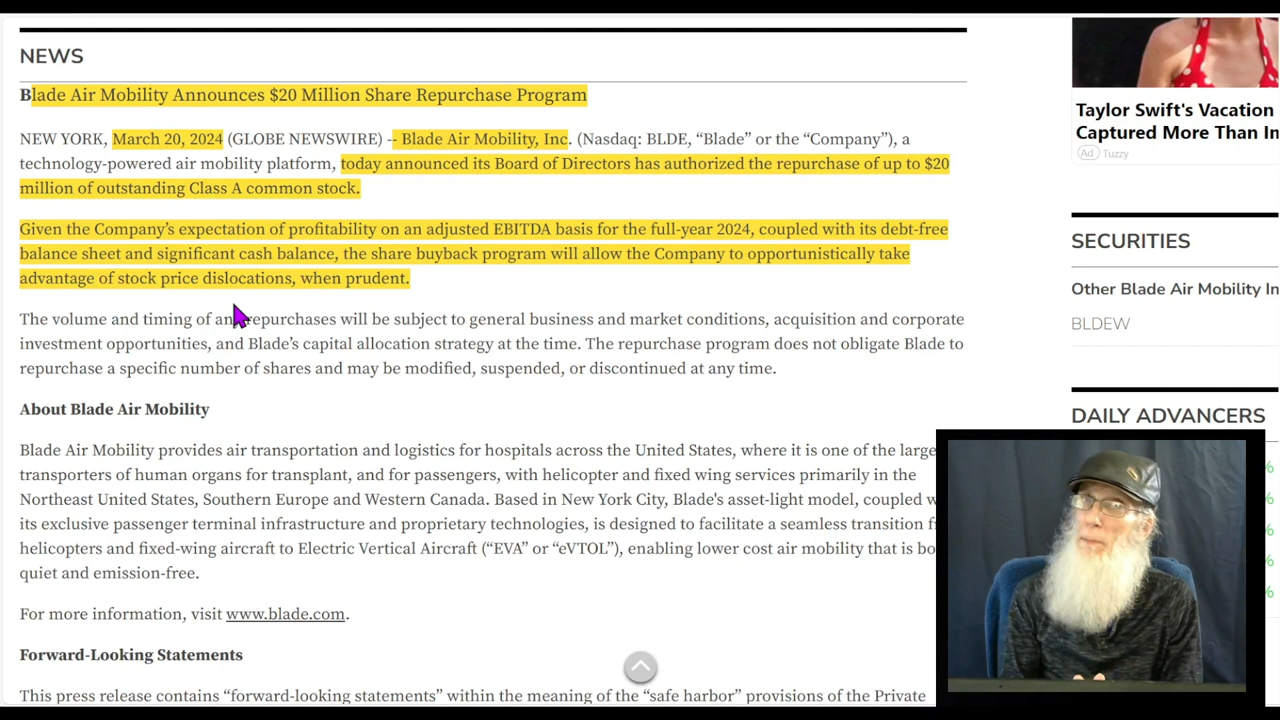 NEWS
Blade Air Mobility Announces $20 Million Share Repurchase Program
NEW YORK, March 20, 2024 (GLOBE NEWSWIRE) -- Blade Air Mobility, Inc. (Nasdaq: BLDE, “Blade” or the “Company”), a
technology-powered air mobility platform, today announced its Board of Directors has authorized the repurchase of up to $20
million of outstanding Class A common stock.
Given the Company’s expectation of profitability on an adjusted EBITDA basis for the full-year 2024, coupled with its debt-free
balance sheet and significant cash balance, the share buyback program will allow the Company to opportunistically take
advantage of stock price dislocations, when prudent.
The volume and timing of any repurchases will be subject to general business and market conditions, acquisition and corporate
investment opportunities, and Blade’s capital allocation strategy at the time. The repurchase program does not obligate Blade to
repurchase a specific number of shares and may be modified, suspended, or discontinued at any time.
About Blade Air Mobility
Blade Air Mobility provides air transportation and logistics for hospitals across the United States, where it is one of the large
transporters of human organs for transplant, and for passengers, with helicopter and fixed wing services primarily in the
Northeast United States, Southern Europe and Western Canada. Based in New York City, Blade's asset-light model, coupled
its exclusive passenger terminal infrastructure and proprietary technologies, is designed to facilitate a seamless transition
helicopters and fixed-wing aircraft to Electric Vertical Aircraft (“EVA” or “eVTOL”), enabling lower cost air mobility that is bo
quiet and emission-free.
For more information, visit www.blade.com.
Forward-Looking Statements
This press release contains “forward-looking statements” within the meaning of the “safe harbor” provisions of the Private
Taylor Swift's Vacation
Captured More Than In
Ad Tuzzy
SECURITIES
Other Blade Air Mobility In
BLDEW
DAILY ADVANCERS
%
%
%
%
%